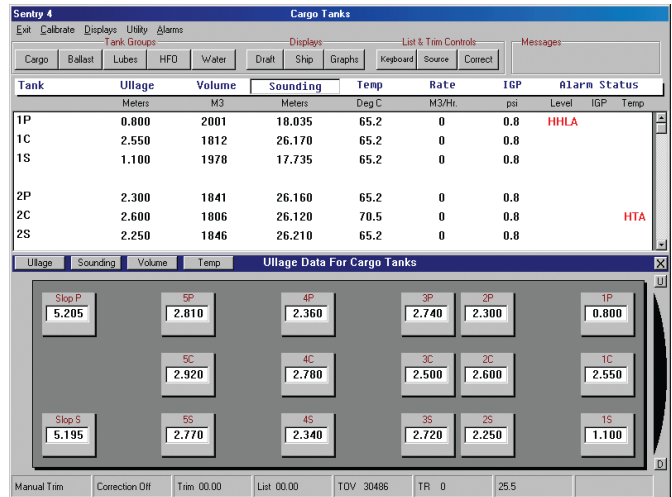 Sentry 4 Cargo Tanks
Exit Calibrate Displays Utility Alarms
Tank Groups Displays List & Trim Controls Messages
Cargo Ballast Lubes HFO Water Draft Ship Graphs Keyboard Source Correct
Tank Ullage Volume Sounding Temp Rate IGP Alarm Status
Meters M3 Meters Deg C M3/Hr. psi Level IGP Temp
1P 0.800 2001 18.035 65.2 0 0.8 HHLA
1C 2.550 1812 26.170 65.2 0 0.8
1S 1.100 1978 17.735 65.2 0 0.8
2P 2.300 1841 26.160 65.2 0 0.8
2C 2.600 1806 26.120 70.5 0 0.8 HTA
2S 2.250 1846 26.210 65.2 0 0.8
Ullage Sounding Volume Temp Ullage Data For Cargo Tanks
U
Slop P 5P 4P 3P 2P 1P
5.205 2.810 2.360 2.740 2.300 0.800
5C 4C 3C 2C 1C
2.920 2.780 2.500 2.600 2.550
Slop S 5S 4S 3S 2S 1S
5.195 2.770 2.340 2.720 2.250 1.100
D
Manual Trim Correction Off Trim 00.00 List 00.00 TOV 30486 TR 0 25.5